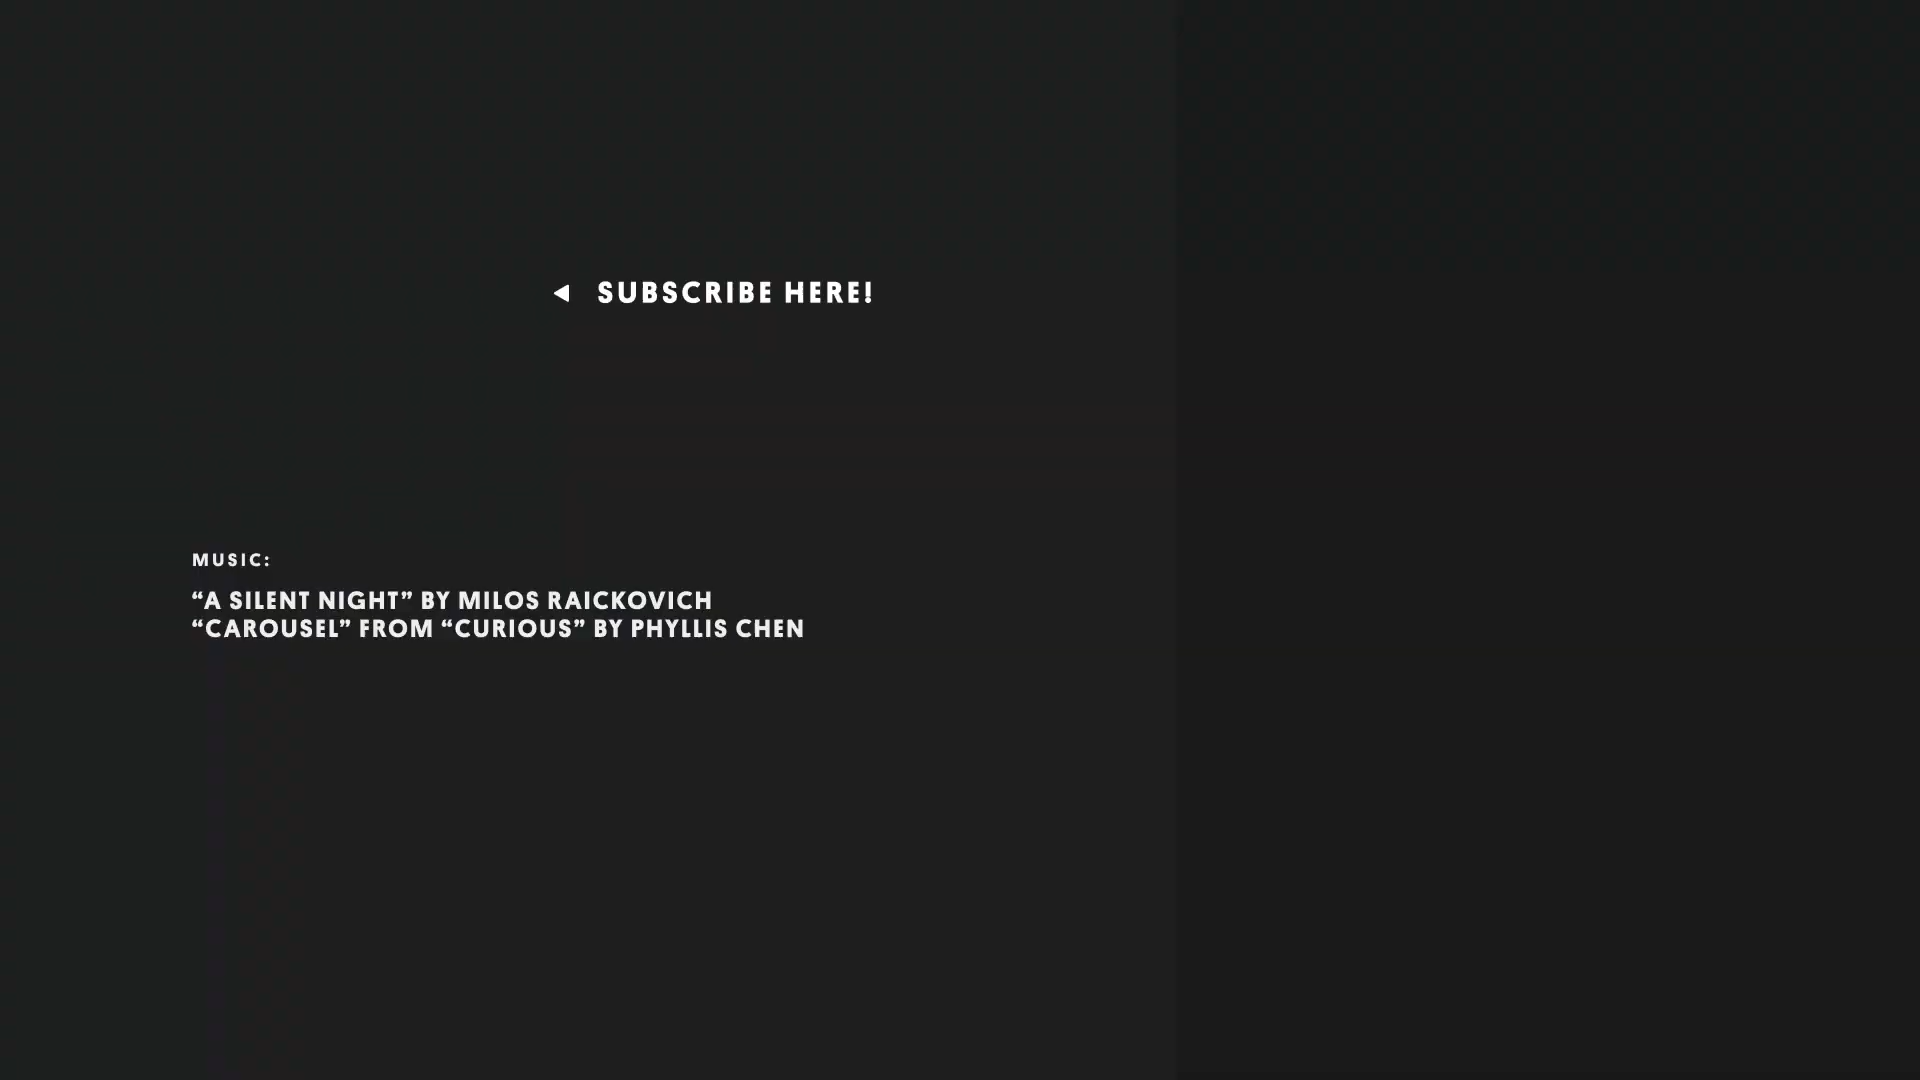 SUBSCRIBE HERE!
MUSIC:
“A SILENT NIGHT” BY MILOS RAICKOVICH
“CAROUSEL” FROM “CURIOUS” BY PHYLLIS CHEN